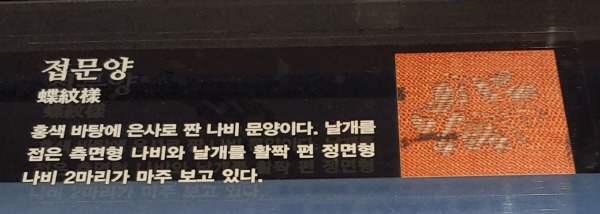 접문양
蝶紋様
홍색 바탕에 은사로 짠 나비 문양이다. 날개를
접은 측면형 나비와 날개를 활짝 편 정면형
나비 2마리가 마주 보고 있다.